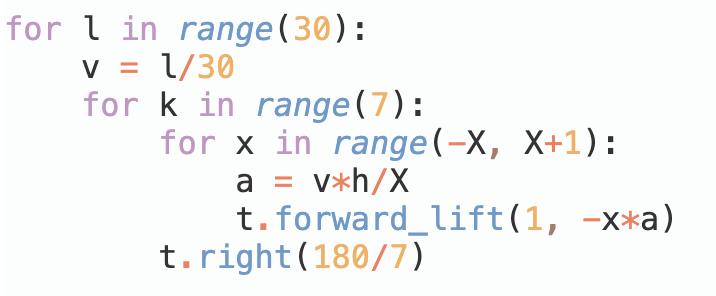 for l in range(30):
    v = l/30
    for k in range(7):
        for x in range(-X, X+1):
            a = v*h/X
            t.forward_lift(1, -x*a)
        t.right(180/7)